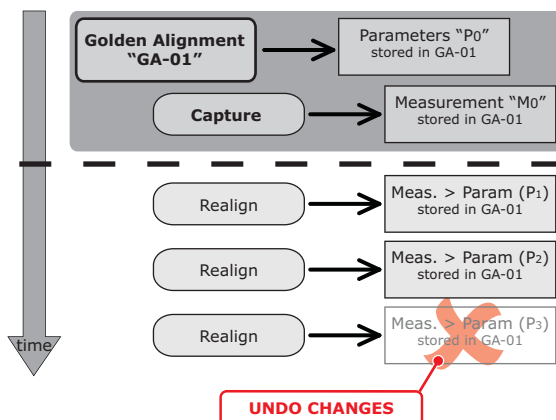 Golden Alignment
“GA-01”
Parameters “P0”
stored in GA-01
Capture
Measurement “M0”
stored in GA-01
Realign
Meas. > Param (P1)
stored in GA-01
Realign
Meas. > Param (P2)
stored in GA-01
Realign
Meas. > Param (P3)
stored in GA-01
time
UNDO CHANGES